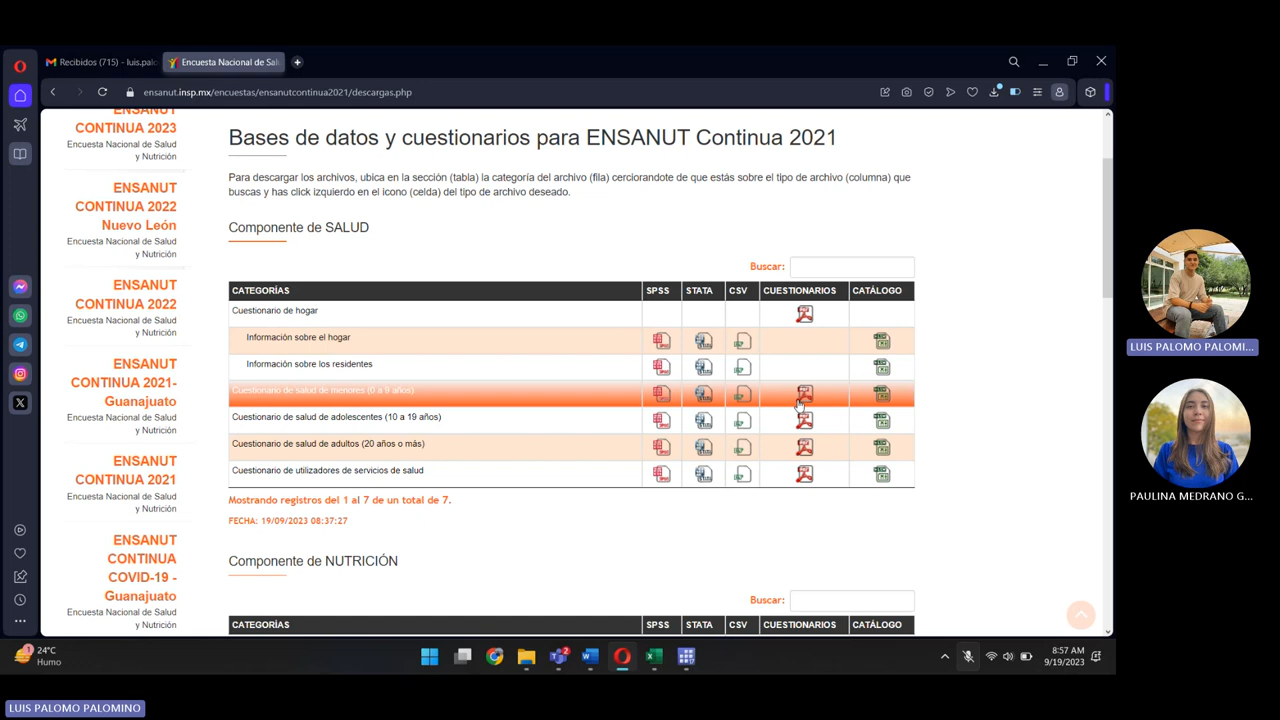 Recibidos (715) - luis.palo
Encuesta Nacional de Sal
ensanut.insp.mx/encuestas/ensanutcontinua2021/descargas.php
ENSANUT
CONTINUA 2023
Encuesta Nacional de Salud
y Nutrición
ENSANUT
CONTINUA 2022
Nuevo León
Encuesta Nacional de Salud
y Nutrición
ENSANUT
CONTINUA 2022
Encuesta Nacional de Salud
y Nutrición
ENSANUT
CONTINUA 2021-
Guanajuato
Encuesta Nacional de Salud
y Nutrición
ENSANUT
CONTINUA 2021
Encuesta Nacional de Salud
y Nutrición
ENSANUT
CONTINUA
COVID-19 -
Guanajuato
Encuesta Nacional de Salud
y Nutrición
Bases de datos y cuestionarios para ENSANUT Continua 2021
Para descargar los archivos, ubica en la sección (tabla) la categoría del archivo (fila) cerciorandote de que estás sobre el tipo de archivo (columna) que
buscas y has click izquierdo en el icono (celda) del tipo de archivo deseado.
Componente de SALUD
Buscar:
CATEGORÍAS SPSS STATA CSV CUESTIONARIOS CATÁLOGO
Cuestionario de hogar
Información sobre el hogar
Información sobre los residentes
Cuestionario de salud de menores (0 a 9 años)
Cuestionario de salud de adolescentes (10 a 19 años)
Cuestionario de salud de adultos (20 años o más)
Cuestionario de utilizadores de servicios de salud
Mostrando registros del 1 al 7 de un total de 7.
FECHA: 19/09/2023 08:37:27
Componente de NUTRICIÓN
Buscar:
CATEGORÍAS SPSS STATA CSV CUESTIONARIOS CATÁLOGO
LUIS PALOMO PALOMI...
PAULINA MEDRANO G...
1
24°C
Humo
2
8:57 AM
9/19/2023
LUIS PALOMO PALOMINO